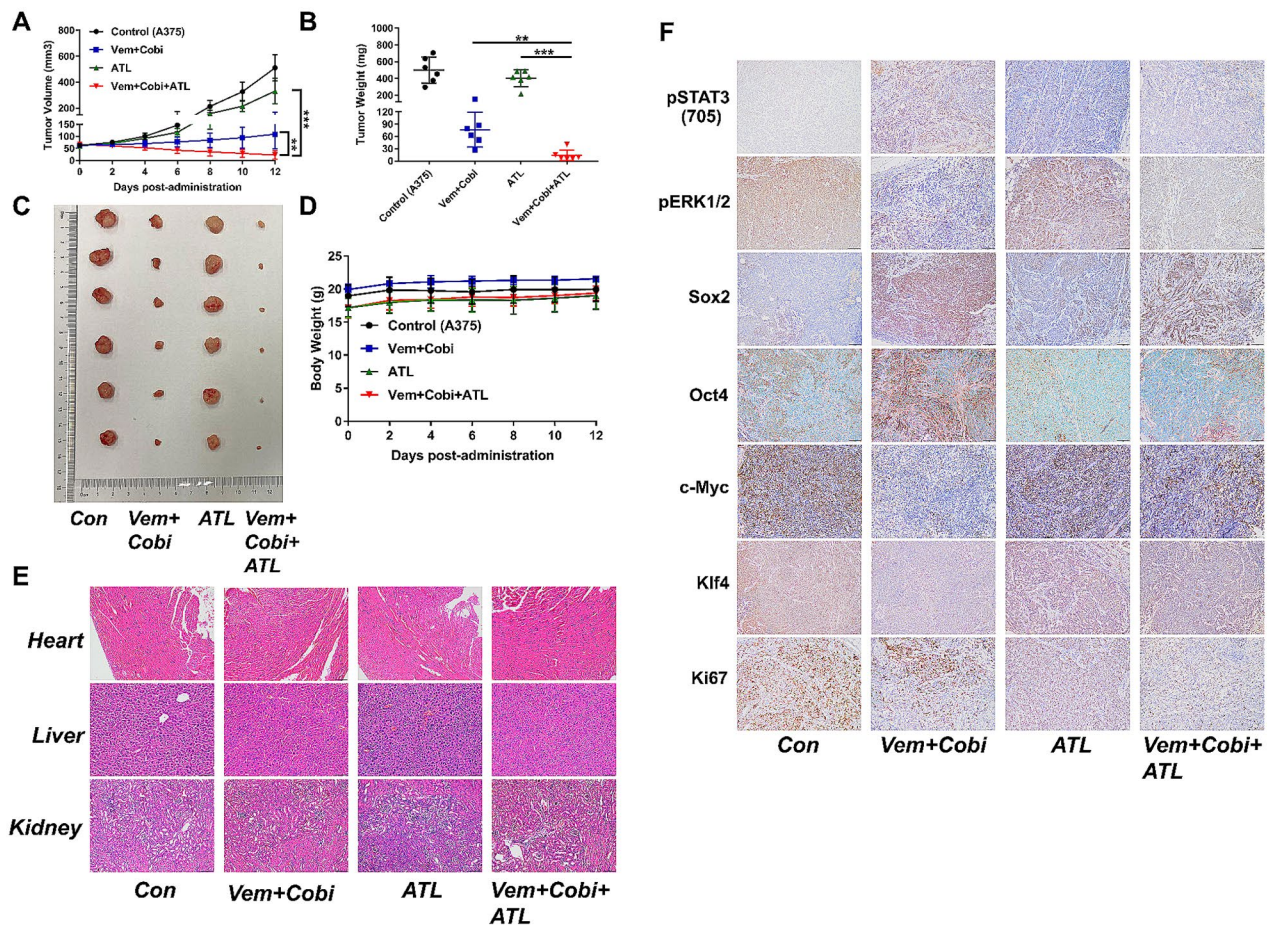 A
Tumor Volume (mm3)
800
600
400
200
150
100
50
0
0 2 4 6 8 10 12
Days post-administration
Control (A375)
Vem+Cobi
ATL
Vem+Cobi+ATL
***
**
B
Tumor Weight (mg)
1000
800
600
400
200
120
90
60
30
0
**
***
Control (A375)
Vem+Cobi
ATL
Vem+Cobi+ATL
C
Con
Vem+
Cobi
ATL
Vem+
Cobi+
ATL
D
Body Weight (g)
25
20
15
10
5
0
Control (A375)
Vem+Cobi
ATL
Vem+Cobi+ATL
0 2 4 6 8 10 12
Days post-administration
E
Heart
Liver
Kidney
Con
Vem+Cobi
ATL
Vem+Cobi+
ATL
F
pSTAT3
(705)
pERK1/2
Sox2
Oct4
c-Myc
Klf4
Ki67
Con
Vem+Cobi
ATL
Vem+Cobi+
ATL